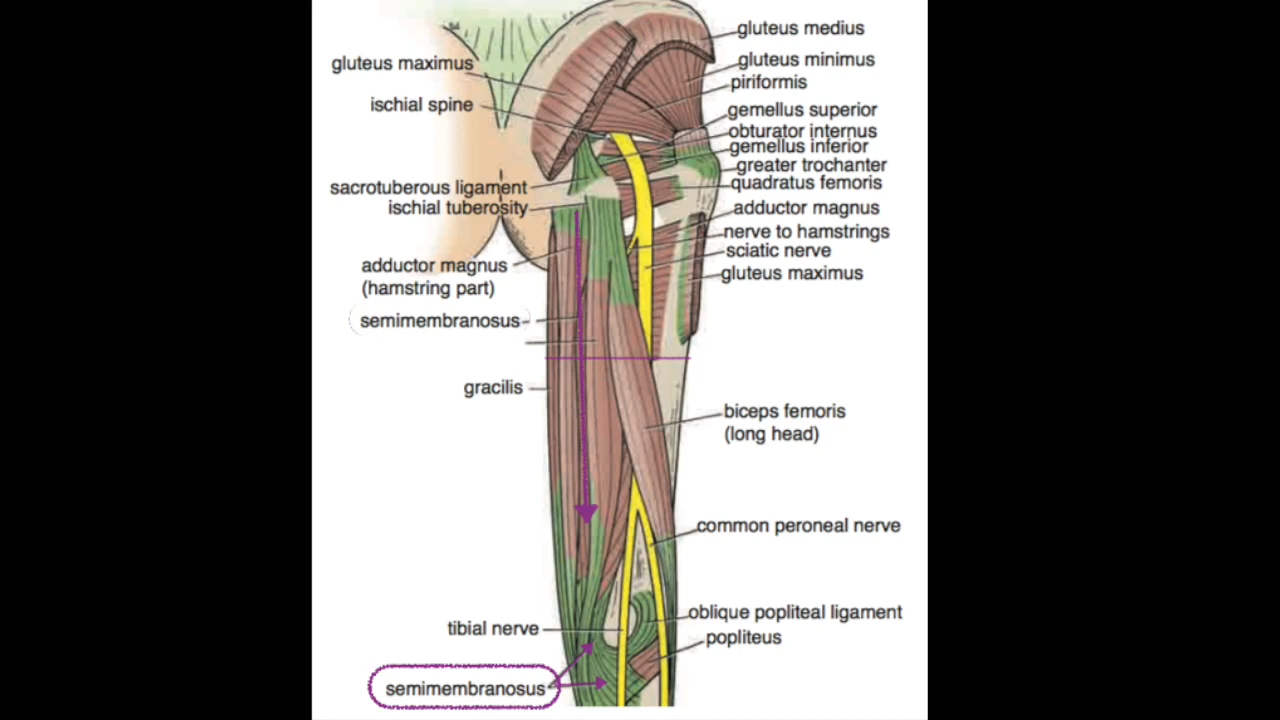 gluteus maximus
ischial spine
sacrotuberous ligament
ischial tuberosity
adductor magnus
(hamstring part)
semimembranosus
gracilis
tibial nerve
semimembranosus
gluteus medius
gluteus minimus
piriformis
gemellus superior
obturator internus
gemellus inferior
greater trochanter
quadratus femoris
adductor magnus
nerve to hamstrings
sciatic nerve
gluteus maximus
biceps femoris
(long head)
common peroneal nerve
oblique popliteal ligament
popliteus